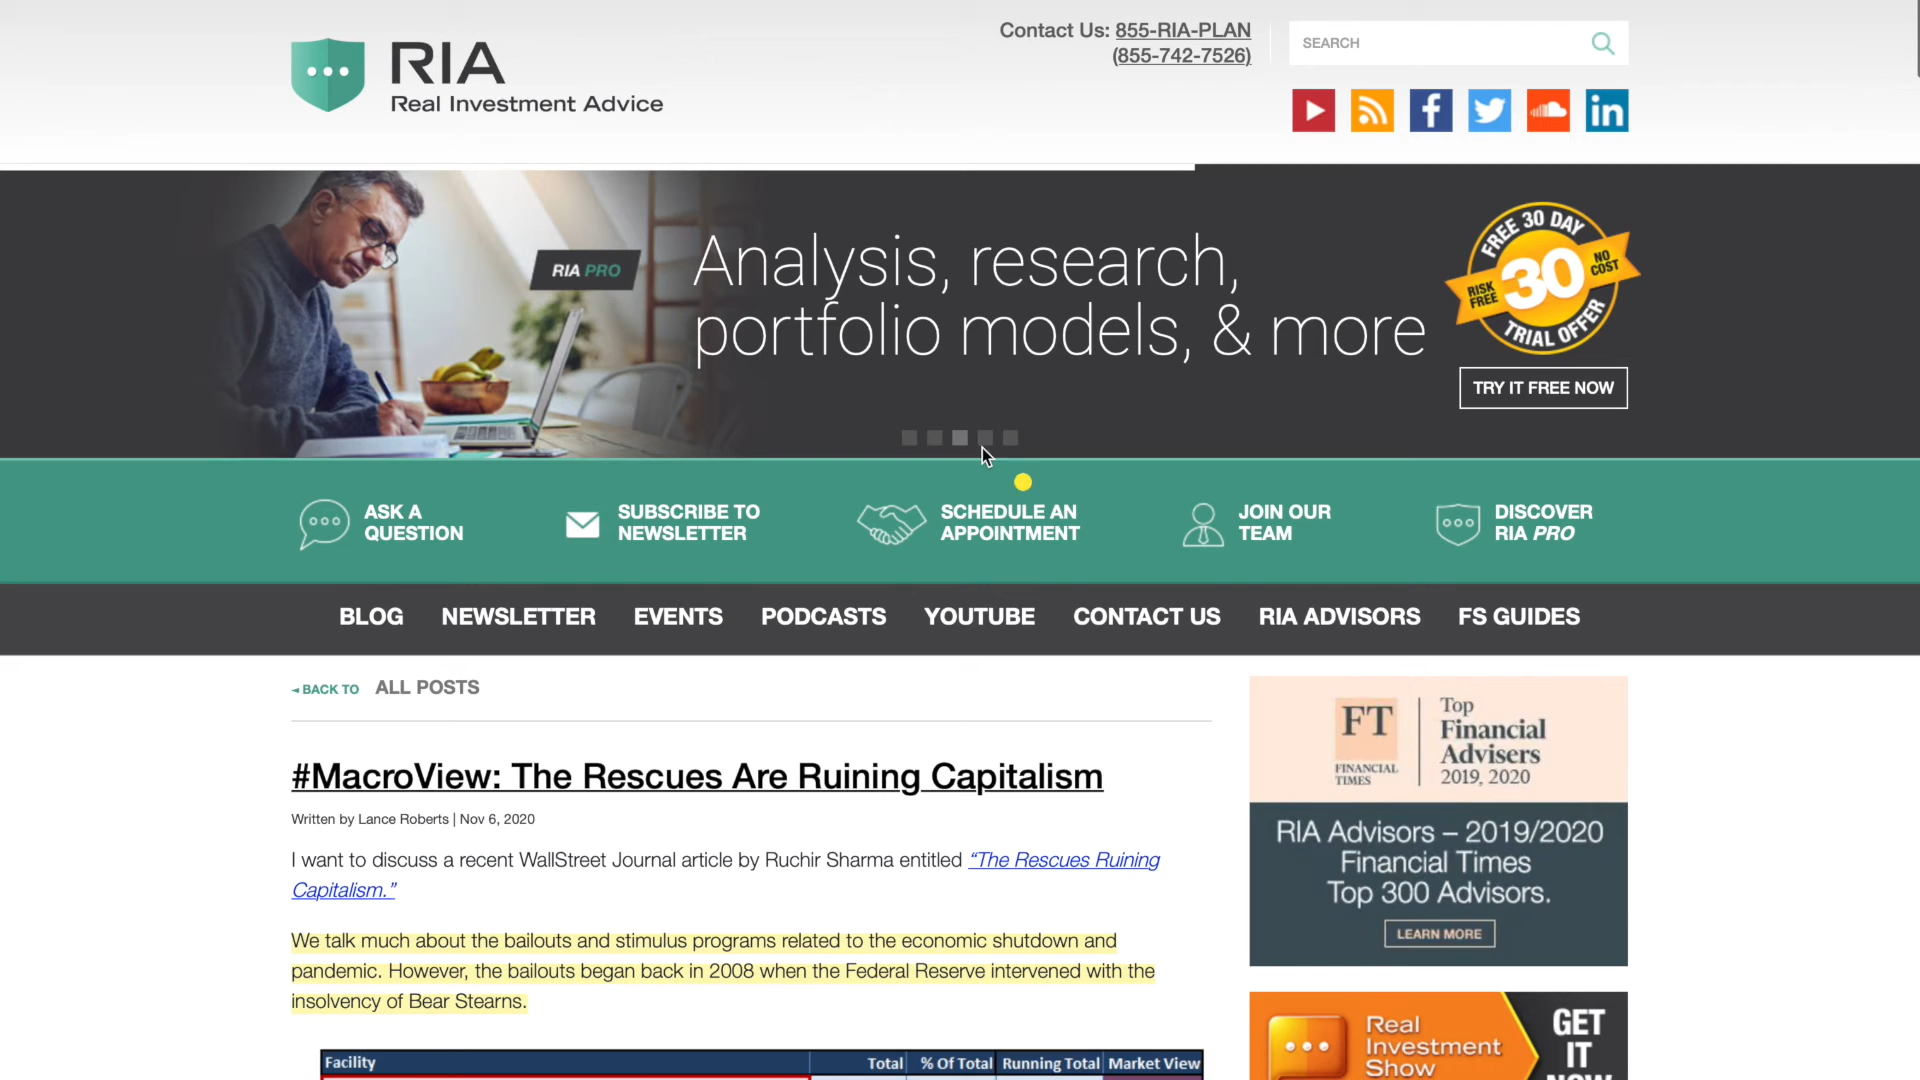 RIA
Real Investment Advice
Contact Us: 855-RIA-PLAN
(855-742-7526)
SEARCH
RIA PRO
Analysis, research,
portfolio models, & more
FREE 30 DAY
RISK FREE
30
NO COST
TRIAL OFFER
TRY IT FREE NOW
ASK A
QUESTION
SUBSCRIBE TO
NEWSLETTER
SCHEDULE AN
APPOINTMENT
JOIN OUR
TEAM
DISCOVER
RIA PRO
BLOG NEWSLETTER EVENTS PODCASTS YOUTUBE CONTACT US RIA ADVISORS FS GUIDES
◄ BACK TO ALL POSTS
#MacroView: The Rescues Are Ruining Capitalism
Written by Lance Roberts | Nov 6, 2020
I want to discuss a recent WallStreet Journal article by Ruchir Sharma entitled “The Rescues Ruining
Capitalism.”
We talk much about the bailouts and stimulus programs related to the economic shutdown and
pandemic. However, the bailouts began back in 2008 when the Federal Reserve intervened with the
insolvency of Bear Stearns.
Facility Total % Of Total Running Total Market View
FT
FINANCIAL
TIMES
Top
Financial
Advisers
2019, 2020
RIA Advisors – 2019/2020
Financial Times
Top 300 Advisors.
LEARN MORE
Real
Investment
Show
GET
IT
NOW